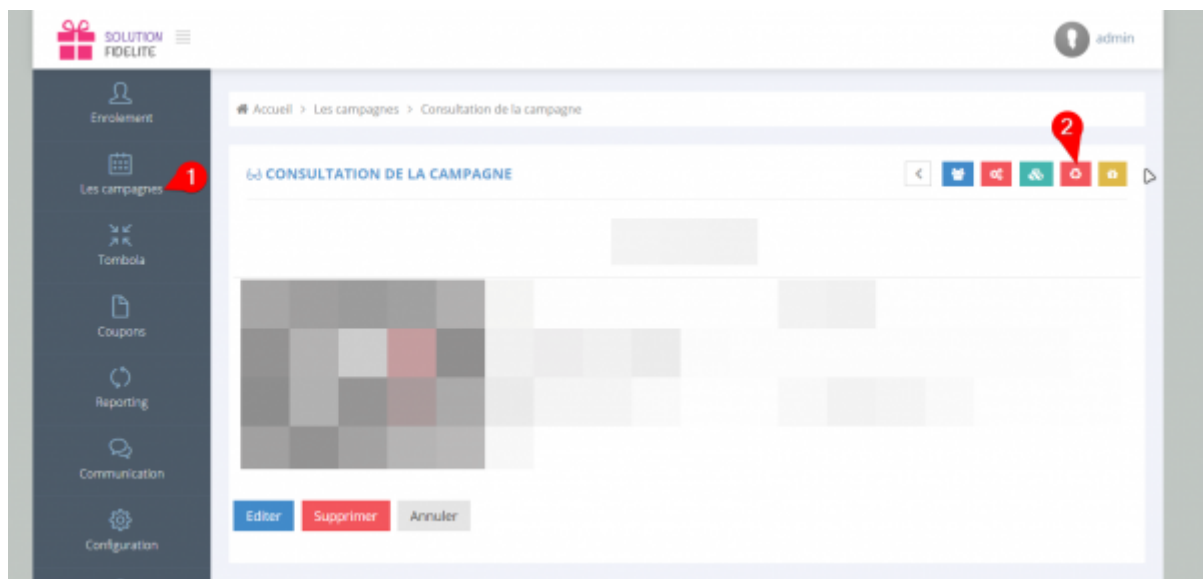 SOLUTION
FIDELITE
admin
Enrolement
Accueil > Les campagnes > Consultation de la campagne
2
Les campagnes
1
CONSULTATION DE LA CAMPAGNE
Tombola
Coupons
Reporting
Communication
Editer
Supprimer
Annuler
Configuration